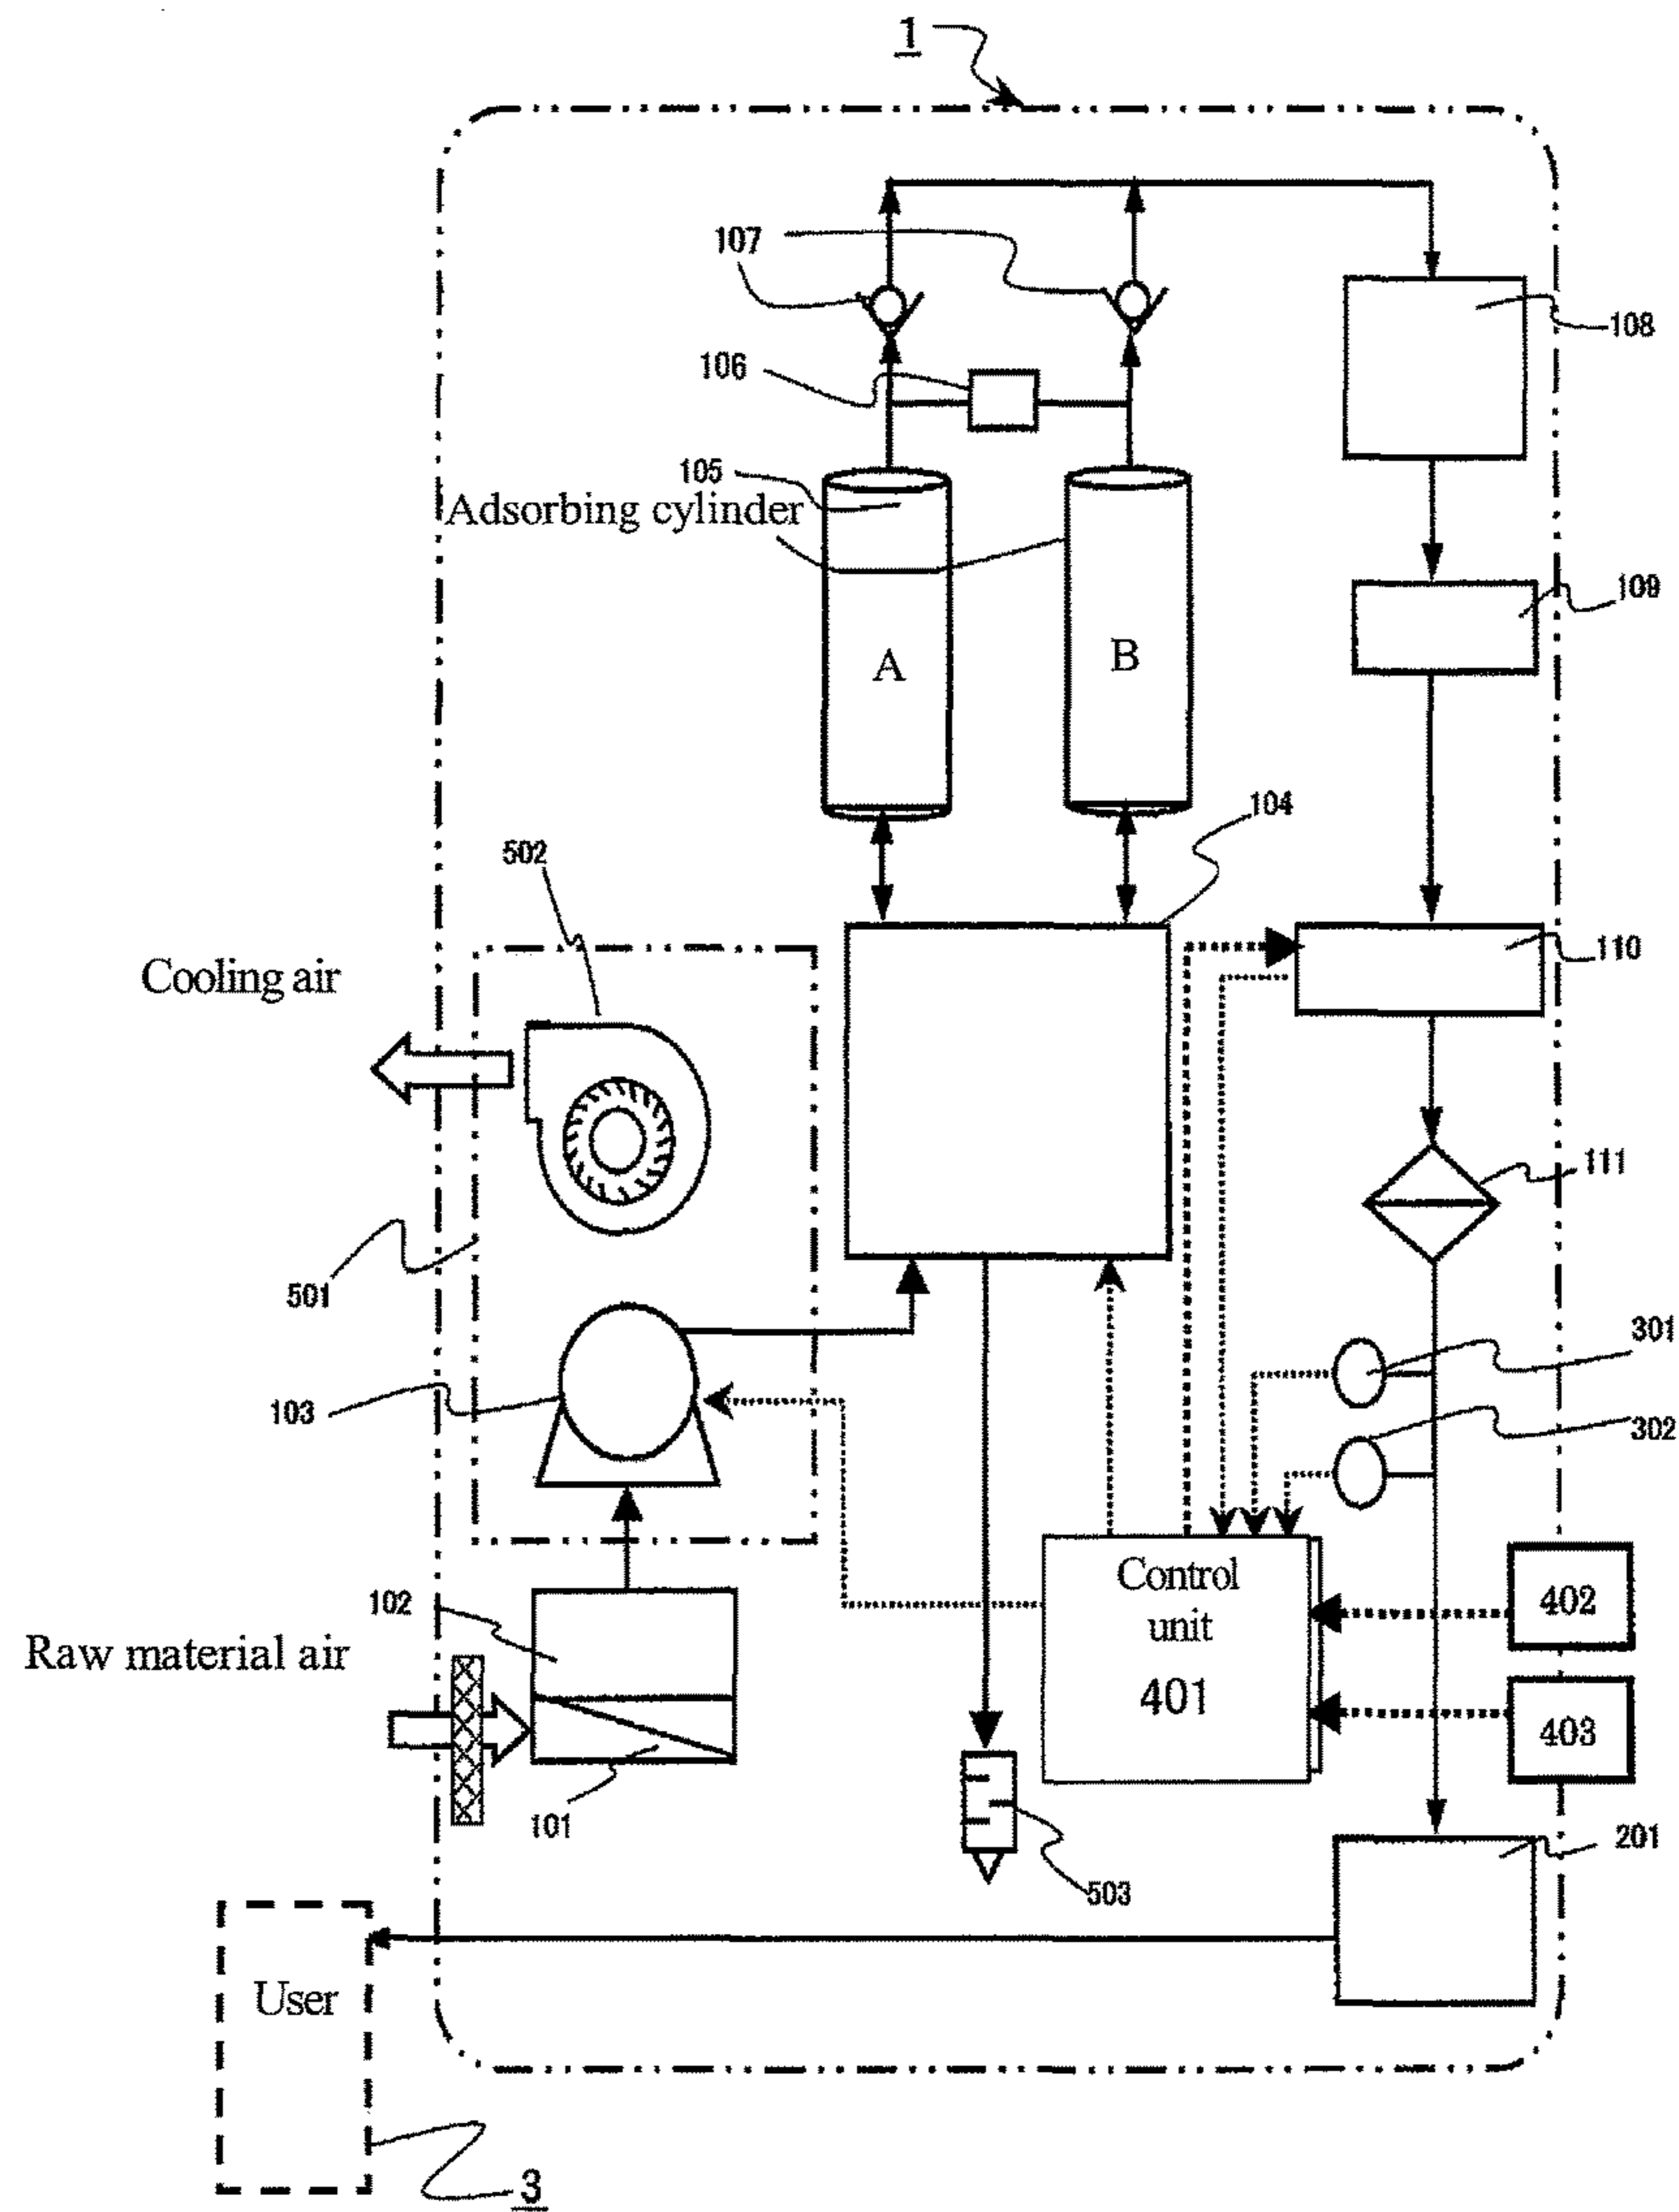 1
107
108
106
105
Adsorbing cylinder
109
A
B
104
502
Cooling air
110
111
501
301
103
302
Control
unit
401
102
402
Raw material air
403
101
201
503
User
3